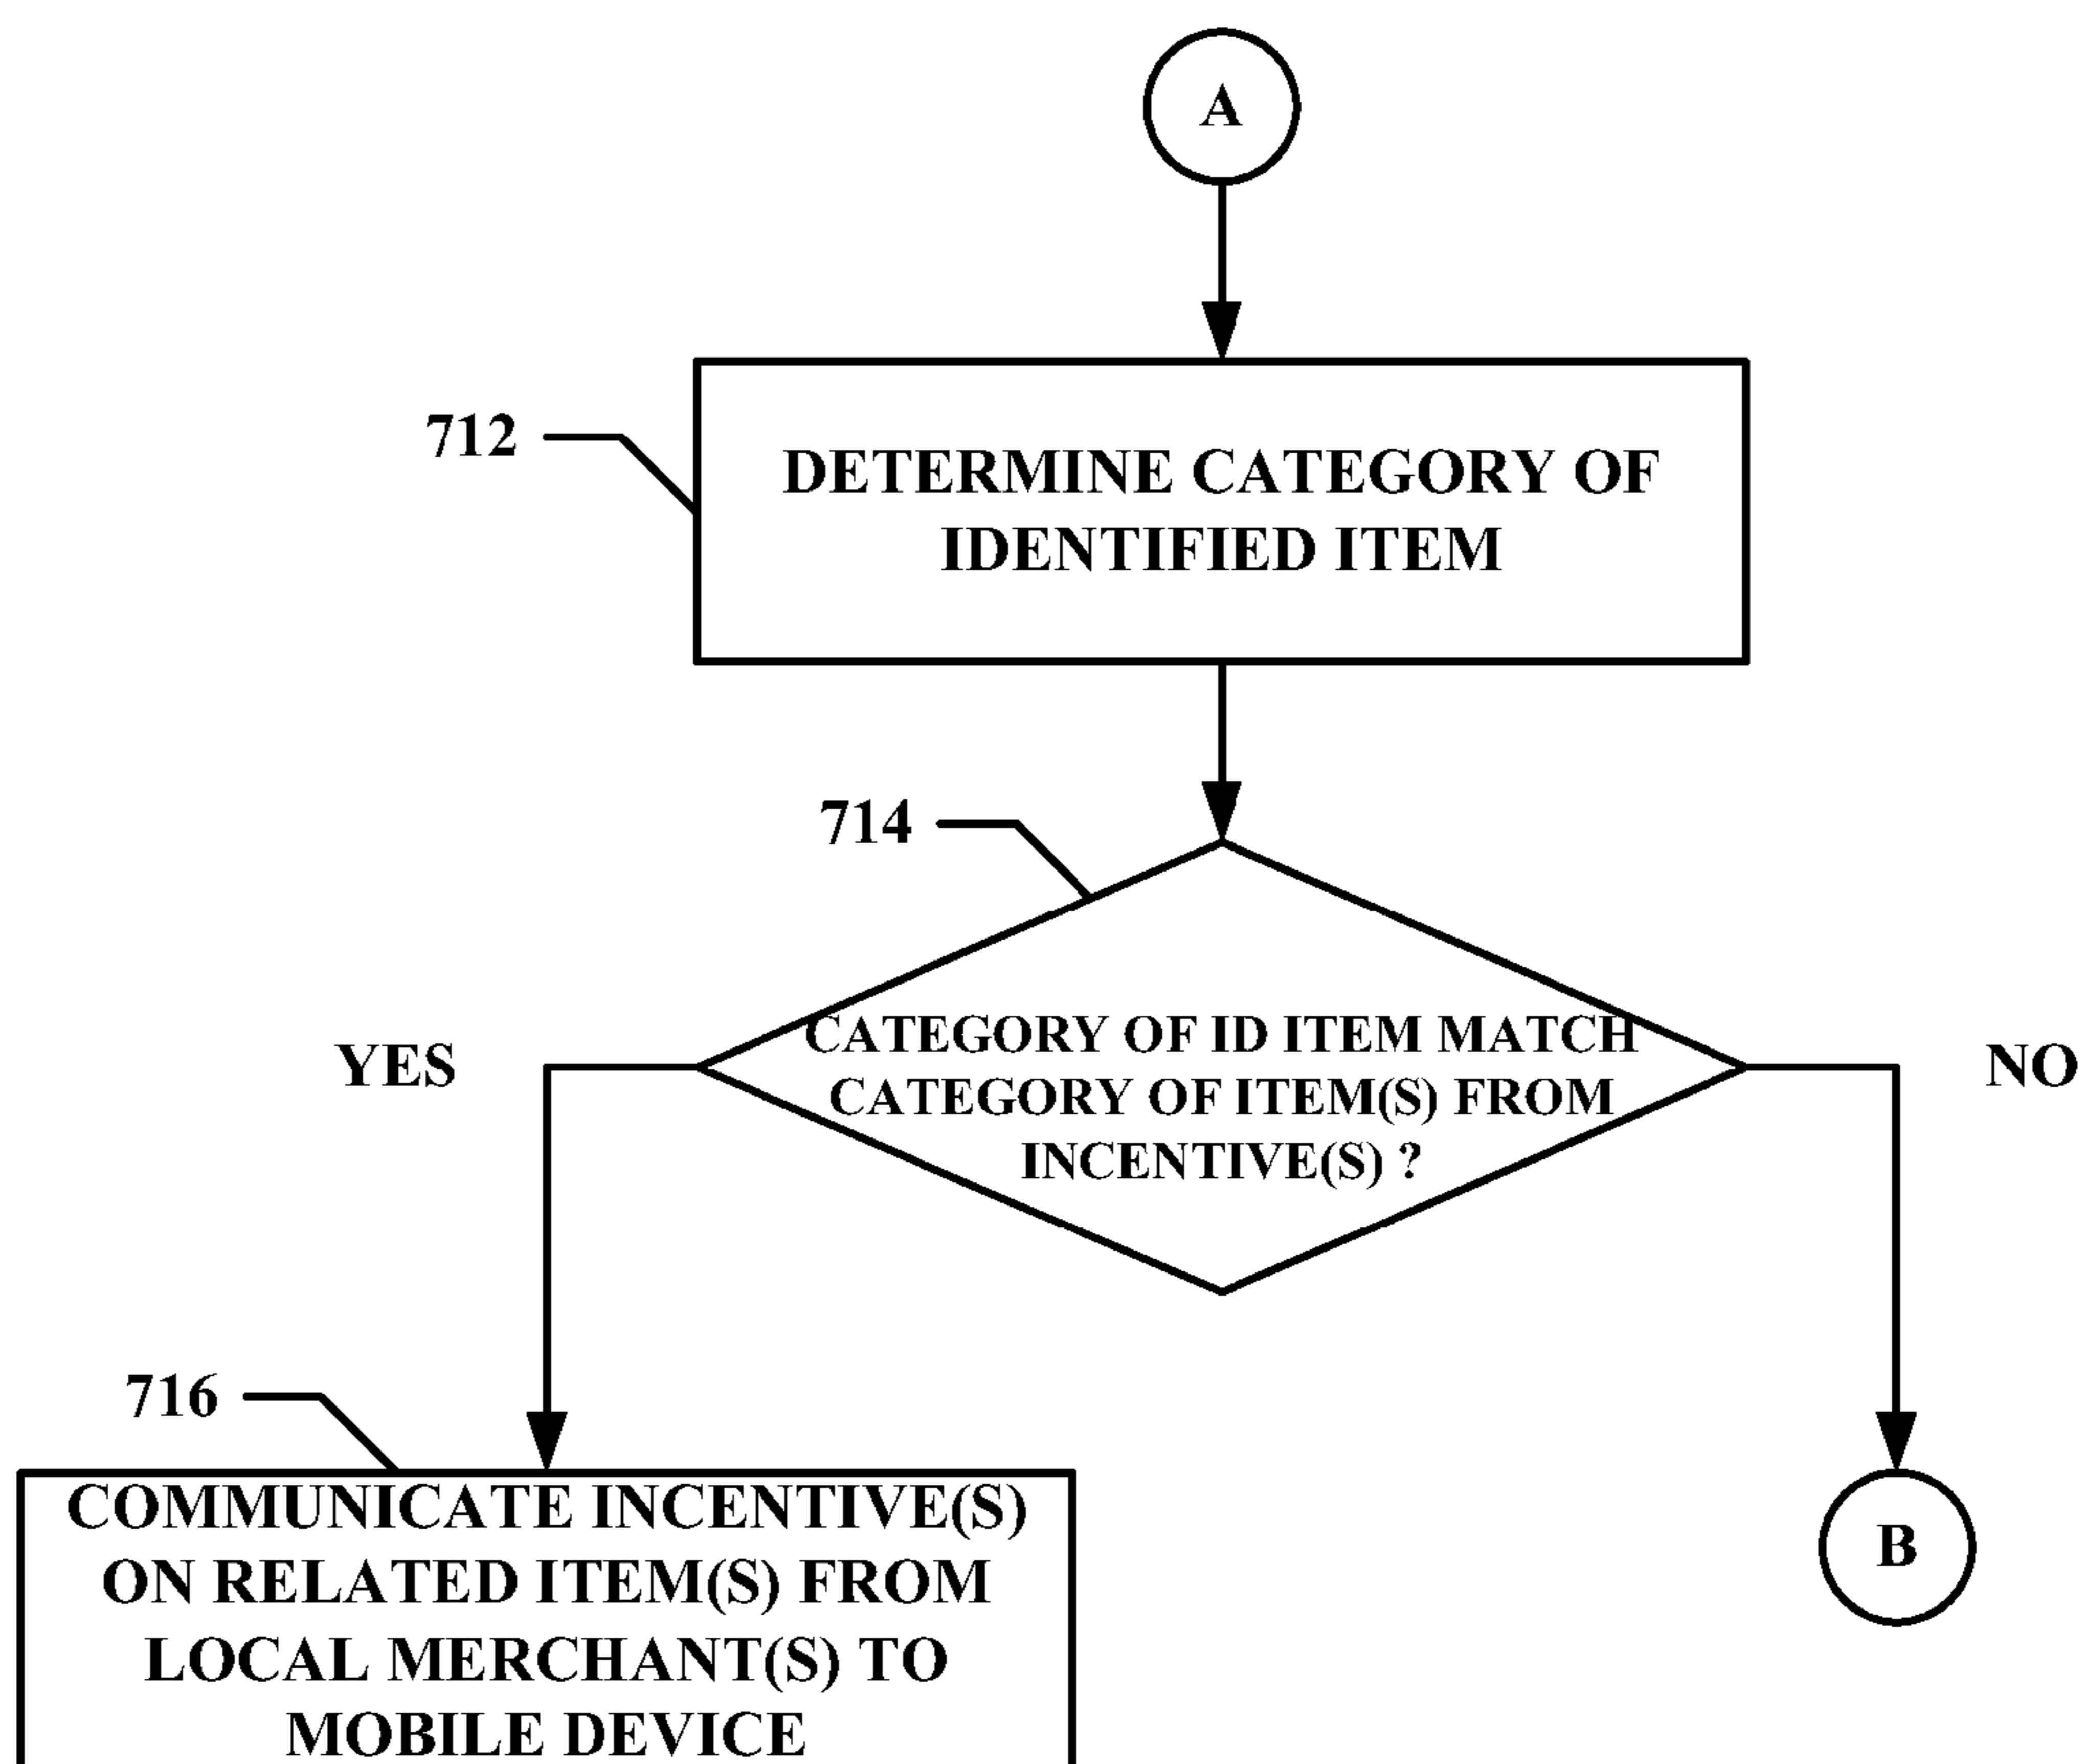 A
712
DETERMINE CATEGORY OF
IDENTIFIED ITEM
714
CATEGORY OF ID ITEM MATCH
CATEGORY OF ITEM(S) FROM
INCENTIVE(S) ?
YES
NO
716
COMMUNICATE INCENTIVE(S)
ON RELATED ITEM(S) FROM
LOCAL MERCHANT(S) TO
MOBILE DEVICE
B